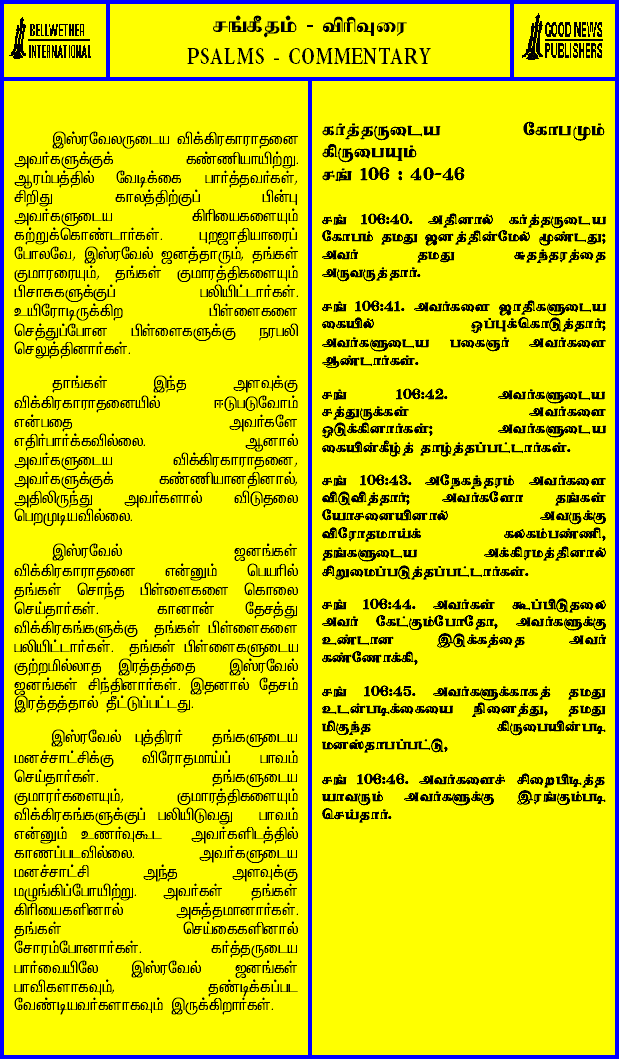 BELLWETHER
INTERNATIONAL
சங்கீதம் - விரிவுரை
PSALMS - COMMENTARY
GOOD NEWS
PUBLISHERS
இஸ்ரவேலருடைய விக்கிரகாராதனை
அவர்களுக்குக் கண்ணியாயிற்று.
ஆரம்பத்தில் வேடிக்கை பார்த்தவர்கள்,
சிறிது காலத்திற்குப் பின்பு
அவர்களுடைய கிரியைகளையும்
கற்றுக்கொண்டார்கள். புறஜாதியாரைப்
போலவே, இஸ்ரவேல் ஜனத்தாரும், தங்கள்
குமாரரையும், தங்கள் குமாரத்திகளையும்
பிசாசுகளுக்குப் பலியிட்டார்கள்.
உயிரோடிருக்கிற பிள்ளைகளை
செத்துப்போன பிள்ளைகளுக்கு நரபலி
செலுத்தினார்கள்.
தாங்கள் இந்த அளவுக்கு
விக்கிரகாராதனையில் ஈடுபடுவோம்
என்பதை அவர்களே
எதிர்பார்க்கவில்லை. ஆனால்
அவர்களுடைய விக்கிரகாராதனை,
அவர்களுக்குக் கண்ணியானதினால்,
அதிலிருந்து அவர்களால் விடுதலை
பெறமுடியவில்லை.
இஸ்ரவேல் ஜனங்கள்
விக்கிரகாராதனை என்னும் பெயரில்
தங்கள் சொந்த பிள்ளைகளை கொலை
செய்தார்கள். கானான் தேசத்து
விக்கிரகங்களுக்கு தங்கள் பிள்ளைகளை
பலியிட்டார்கள். தங்கள் பிள்ளைகளுடைய
குற்றமில்லாத இரத்தத்தை இஸ்ரவேல்
ஜனங்கள் சிந்தினார்கள். இதனால் தேசம்
இரத்தத்தால் தீட்டுப்பட்டது.
இஸ்ரவேல் புத்திரர் தங்களுடைய
மனச்சாட்சிக்கு விரோதமாய்ப் பாவம்
செய்தார்கள். தங்களுடைய
குமாரர்களையும், குமாரத்திகளையும்
விக்கிரகங்களுக்குப் பலியிடுவது பாவம்
என்னும் உணர்வுகூட அவர்களிடத்தில்
காணப்படவில்லை. அவர்களுடைய
மனச்சாட்சி அந்த அளவுக்கு
மழுங்கிப்போயிற்று. அவர்கள் தங்கள்
கிரியைகளினால் அசுத்தமானார்கள்.
தங்கள் செய்கைகளினால்
சோரம்போனார்கள். கர்த்தருடைய
பார்வையிலே இஸ்ரவேல் ஜனங்கள்
பாவிகளாகவும், தண்டிக்கப்பட
வேண்டியவர்களாகவும் இருக்கிறார்கள்.
கர்த்தருடைய கோபமும்
கிருபையும்
சங் 106 : 40-46
சங் 106:40. அதினால் கர்த்தருடைய
கோபம் தமது ஜனத்தின்மேல் மூண்டது;
அவர் தமது சுதந்தரத்தை
அருவருத்தார்.
சங் 106:41. அவர்களை ஜாதிகளுடைய
கையில் ஒப்புக்கொடுத்தார்;
அவர்களுடைய பகைஞர் அவர்களை
ஆண்டார்கள்.
சங் 106:42. அவர்களுடைய
சத்துருக்கள் அவர்களை
ஒடுக்கினார்கள்; அவர்களுடைய
கையின்கீழ்த் தாழ்த்தப்பட்டார்கள்.
சங் 106:43. அநேகந்தரம் அவர்களை
விடுவித்தார்; அவர்களோ தங்கள்
யோசனையினால் அவருக்கு
விரோதமாய்க் கலகம்பண்ணி,
தங்களுடைய அக்கிரமத்தினால்
சிறுமைப்படுத்தப்பட்டார்கள்.
சங் 106:44. அவர்கள் கூப்பிடுதலை
அவர் கேட்கும்போதோ, அவர்களுக்கு
உண்டான இடுக்கத்தை அவர்
கண்ணோக்கி,
சங் 106:45. அவர்களுக்காகத் தமது
உடன்படிக்கையை நினைத்து, தமது
மிகுந்த கிருபையின்படி
மனஸ்தாபப்பட்டு,
சங் 106:46. அவர்களைச் சிறைபிடித்த
யாவரும் அவர்களுக்கு இரங்கும்படி
செய்தார்.